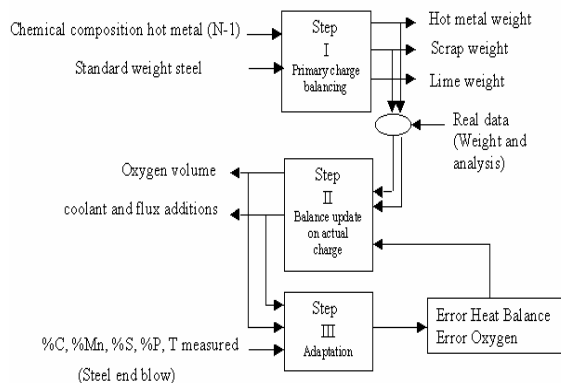 Chemical composition hot metal (N-1)
Standard weight steel
Step
I
Primary charge
balancing
Hot metal weight
Scrap weight
Lime weight
Real data
(Weight and
analysis)
Oxygen volume
coolant and flux additions
Step
II
Balance update
on actual
charge
%C, %Mn, %S, %P, T measured
(Steel end blow)
Step
III
Adaptation
Error Heat Balance
Error Oxygen